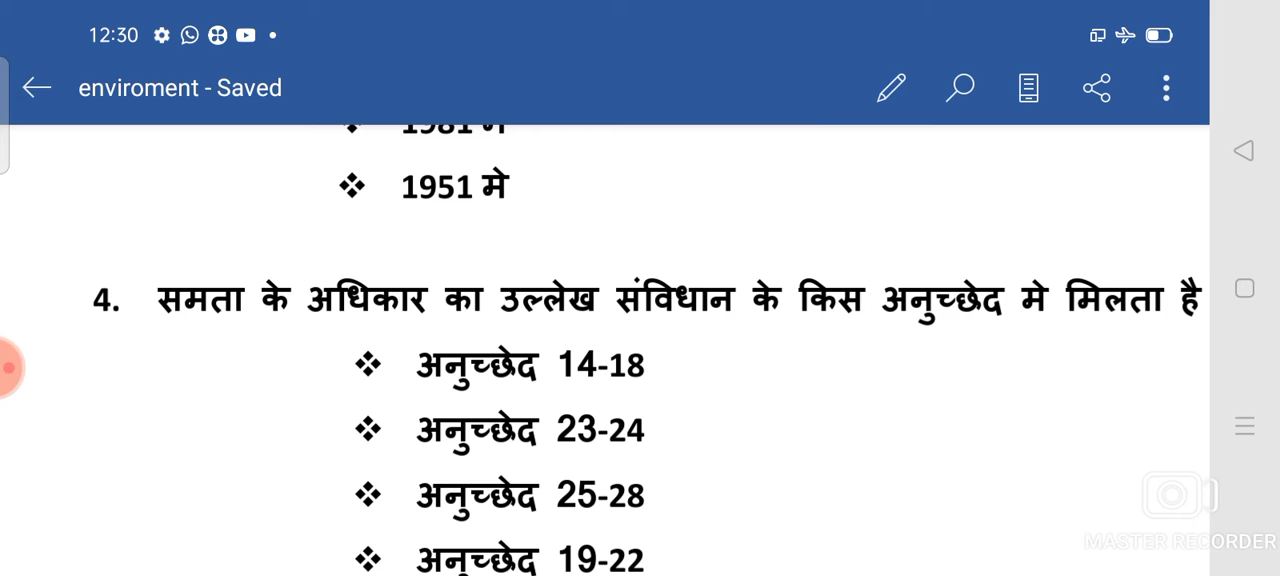 12:30
enviroment - Saved
1981 मे
1951 मे
4. समता के अधिकार का उल्लेख संविधान के किस अनुच्छेद मे मिलता है
अनुच्छेद 14-18
अनुच्छेद 23-24
अनुच्छेद 25-28
अनुच्छेद 19-22
MASTER RECORDER